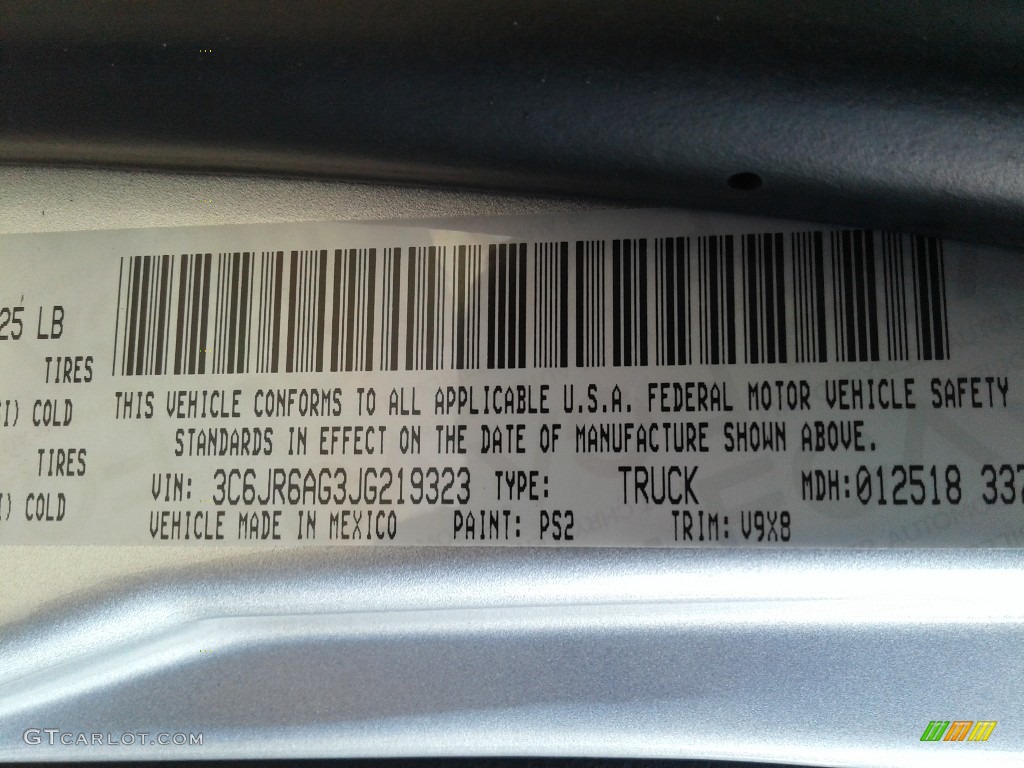 25 LB
TIRES
I) COLD
TIRES
I) COLD
THIS VEHICLE CONFORMS TO ALL APPLICABLE U.S.A. FEDERAL MOTOR VEHICLE SAFETY
STANDARDS IN EFFECT ON THE DATE OF MANUFACTURE SHOWN ABOVE.
VIN: 3C6JR6AG3JG219323 TYPE: TRUCK MDH:012518 337
VEHICLE MADE IN MEXICO PAINT: PS2 TRIM: V9X8
GTCARLOT.COM